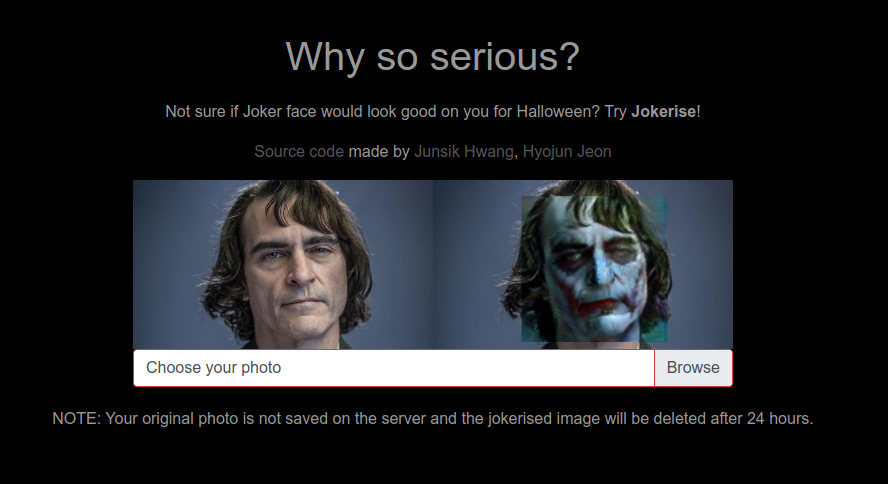 Why so serious?
Not sure if Joker face would look good on you for Halloween? Try Jokerise!
Source code made by Junsik Hwang, Hyojun Jeon
Choose your photo Browse
NOTE: Your original photo is not saved on the server and the jokerised image will be deleted after 24 hours.